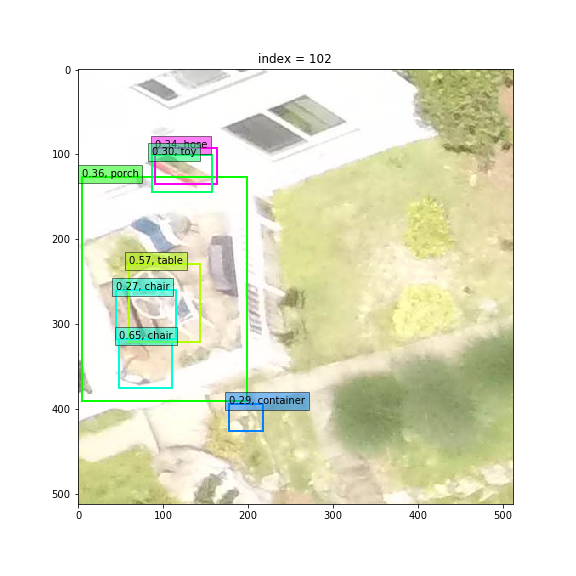 index = 102
0
100
200
300
400
500
0 100 200 300 400 500
0.34, hose
0.30, toy
0.36, porch
0.57, table
0.27, chair
0.65, chair
0.29, container